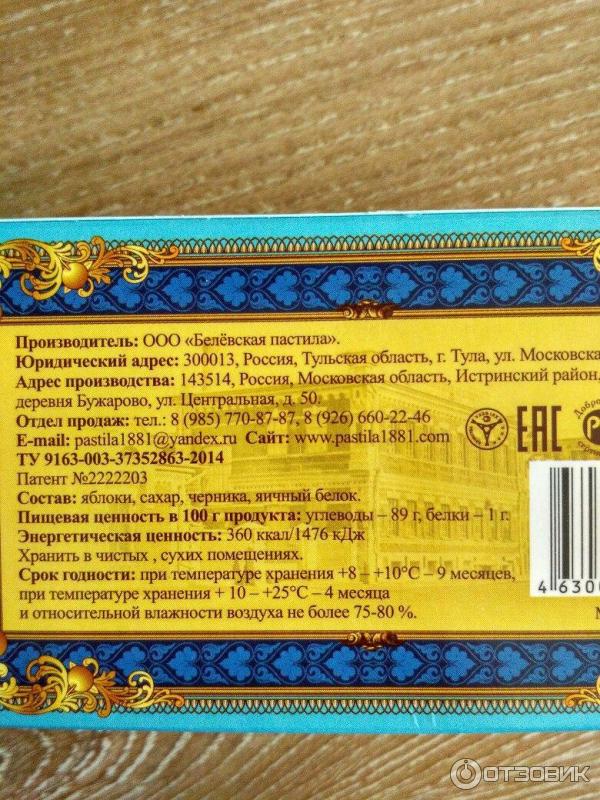 Производитель: ООО «Белёвская пастила».
Юридический адрес: 300013, Россия, Тульская область, г. Тула, ул. Московска
Адрес производства: 143514, Россия, Московская область, Истринский район,
деревня Бужарово, ул. Центральная, д. 50.
Отдел продаж: тел.: 8 (985) 770-87-87, 8 (926) 660-22-46
E-mail: pastila1881@yandex.ru Сайт: www.pastila1881.com
ТУ 9163-003-37352863-2014
Патент №2222203
EAC
Добро
Состав: яблоки, сахар, черника, яичный белок.
Пищевая ценность в 100 г продукта: углеводы – 89 г, белки – 1 г.
Энергетическая ценность: 360 ккал/1476 кДж
Хранить в чистых , сухих помещениях.
Срок годности: при температуре хранения +8 – +10°С – 9 месяцев,
при температуре хранения + 10 – +25°С – 4 месяца
и относительной влажности воздуха не более 75-80 %.
4 6300
ОТЗОВИК